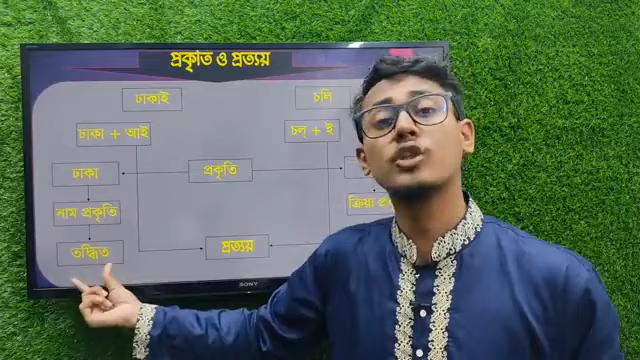 প্রকৃতি ও প্রত্যয়
ঢাকাই
চলি
ঢাকা + আই
চল্ + ই
ঢাকা
প্রকৃতি
নাম প্রকৃতি
ক্রিয়া
তদ্ধিত
প্রত্যয়
SONY